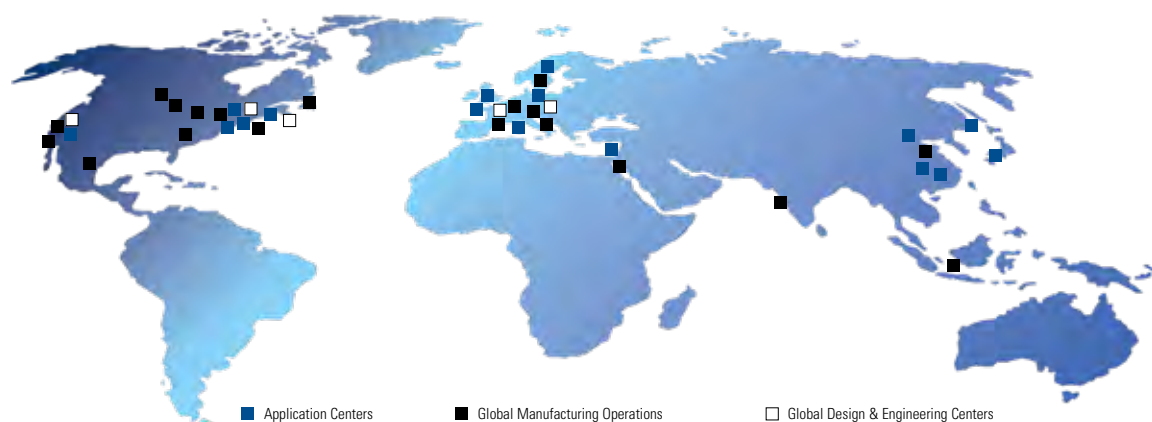 Application Centers
Global Manufacturing Operations
Global Design & Engineering Centers